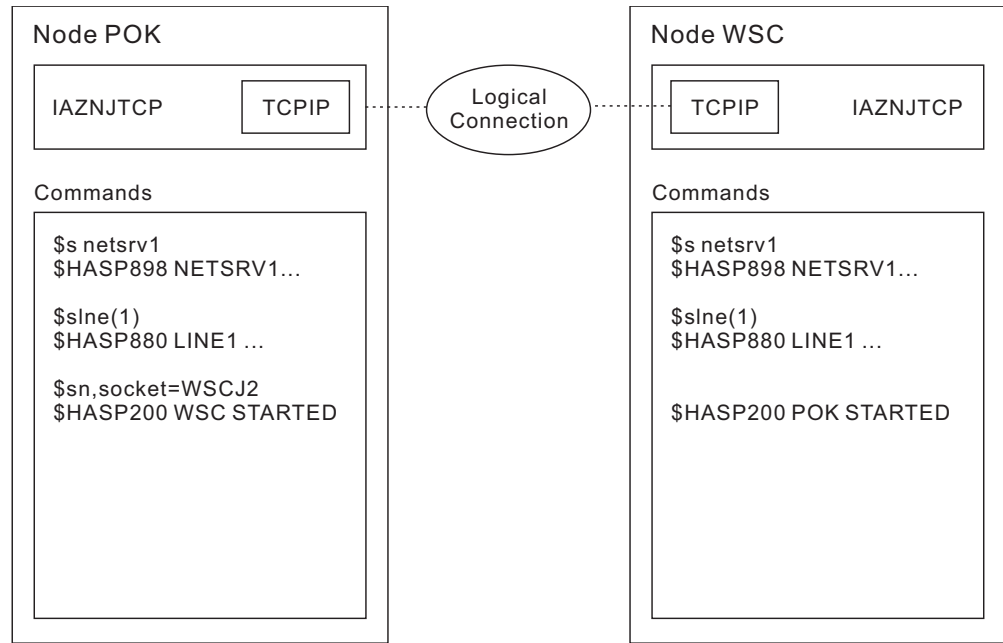 Node POK
IAZNJTCP
TCPIP
Commands
$s netsrv1
$HASP898 NETSRV1...
$slne(1)
$HASP880 LINE1 ...
$sn,socket=WSCJ2
$HASP200 WSC STARTED
Logical
Connection
Node WSC
TCPIP
IAZNJTCP
Commands
$s netsrv1
$HASP898 NETSRV1...
$slne(1)
$HASP880 LINE1 ...
$HASP200 POK STARTED